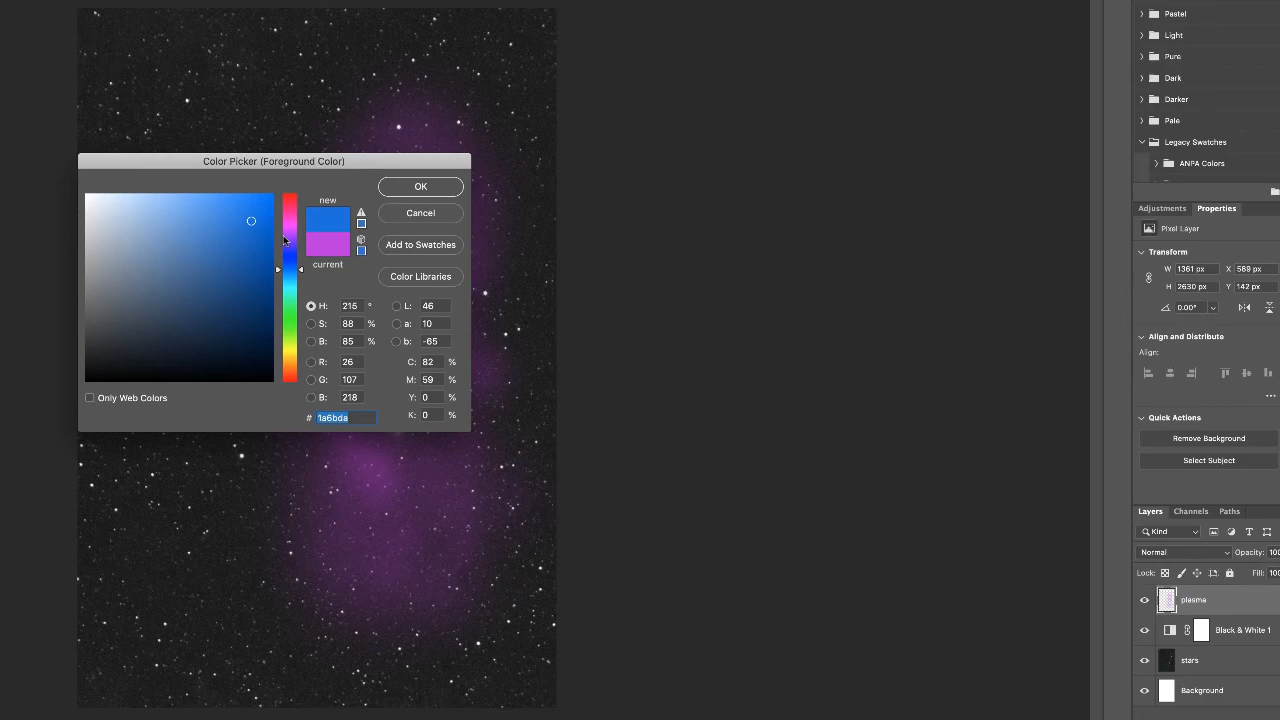 Color Picker (Foreground Color)
new
current
OK
Cancel
Add to Swatches
Color Libraries
H: 215 °
S: 88 %
B: 85 %
R: 26
G: 107
B: 218
# 1a6bda
L: 46
a: 10
b: -65
C: 82 %
M: 59 %
Y: 0 %
K: 0 %
Only Web Colors
Pastel
Light
Pure
Dark
Darker
Pale
Legacy Swatches
ANPA Colors
Adjustments Properties
Pixel Layer
Transform
W 1361 px X 589 px
H 2630 px Y 142 px
0.00°
Align and Distribute
Align:
Quick Actions
Remove Background
Select Subject
Layers Channels Paths
Kind
Normal Opacity: 100
Lock: Fill: 100
plasma
Black & White 1
stars
Background